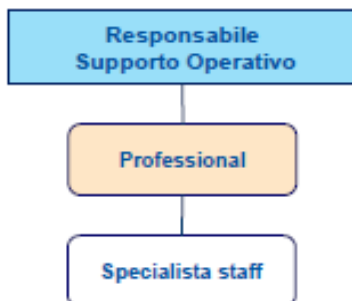 Responsabile
Supporto Operativo
Professional
Specialista staff